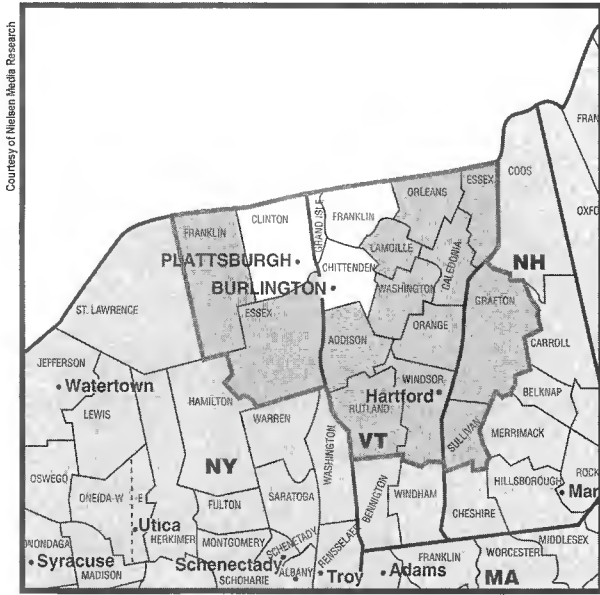 Courtesy of Nielsen Media Research
COOS
ESSEX
ORLEANS
FRANKLIN
CLINTON
GRAND ISLE
FRANKLIN
LAMOILLE
CALEDONIA
NH
PLATTSBURGH
CHITTENDEN
WASHINGTON
BURLINGTON
ESSEX
GRAFTON
ST. LAWRENCE
ADDISON
ORANGE
CARROLL
JEFFERSON
Watertown
LEWIS
HAMILTON
WARREN
WASHINGTON
RUTLAND
WINDSOR
Hartford
VT
SULLIVAN
BELKNAP
MERRIMACK
NY
OSWEGO
ONEIDA-W
E
HERKIMER
Utica
FULTON
SARATOGA
BENNINGTON
WINDHAM
CHESHIRE
HILLSBOROUGH
MONTGOMERY
SCHENETADY
Schenectady
SCHOHARIE
ALBANY
RENSSELAER
Troy
Adams
FRANKLIN
WORCESTER
MIDDLESEX
MA
Syracuse
MADISON